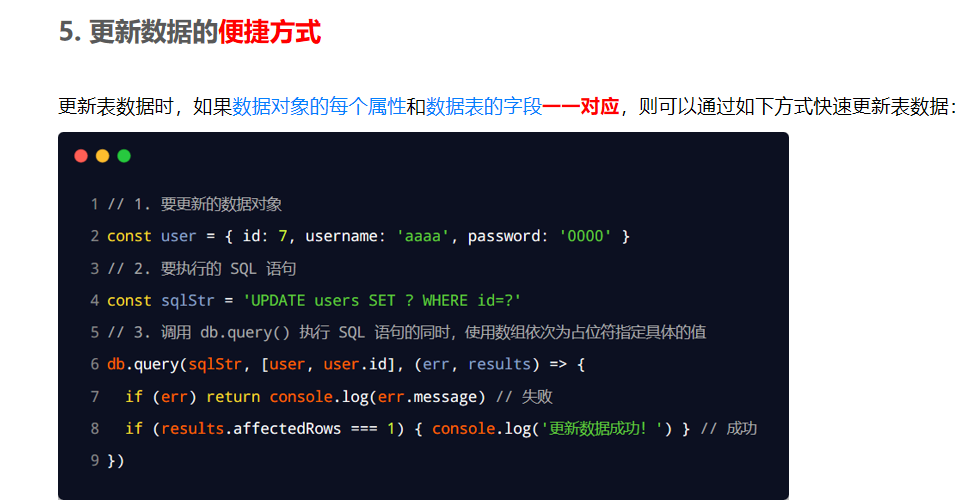 5. 更新数据的便捷方式
更新表数据时，如果数据对象的每个属性和数据表的字段一一对应，则可以通过如下方式快速更新表数据：
1 // 1. 要更新的数据对象
2 const user = { id: 7, username: 'aaaa', password: '0000' }
3 // 2. 要执行的 SQL 语句
4 const sqlStr = 'UPDATE users SET ? WHERE id=?'
5 // 3. 调用 db.query() 执行 SQL 语句的同时，使用数组依次为占位符指定具体的值
6 db.query(sqlStr, [user, user.id], (err, results) => {
7   if (err) return console.log(err.message) // 失败
8   if (results.affectedRows === 1) { console.log('更新数据成功！') } // 成功
9 })